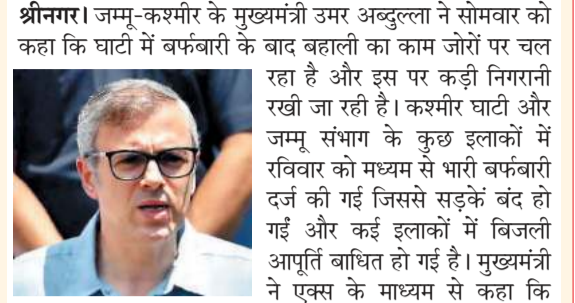 श्रीनगर। जम्मू-कश्मीर के मुख्यमंत्री उमर अब्दुल्ला ने सोमवार को
कहा कि घाटी में बर्फबारी के बाद बहाली का काम जोरों पर चल
रहा है और इस पर कड़ी निगरानी
रखी जा रही है। कश्मीर घाटी और
जम्मू संभाग के कुछ इलाकों में
रविवार को मध्यम से भारी बर्फबारी
दर्ज की गई जिससे सड़कें बंद हो
गईं और कई इलाकों में बिजली
आपूर्ति बाधित हो गई है। मुख्यमंत्री
ने एक्स के माध्यम से कहा कि